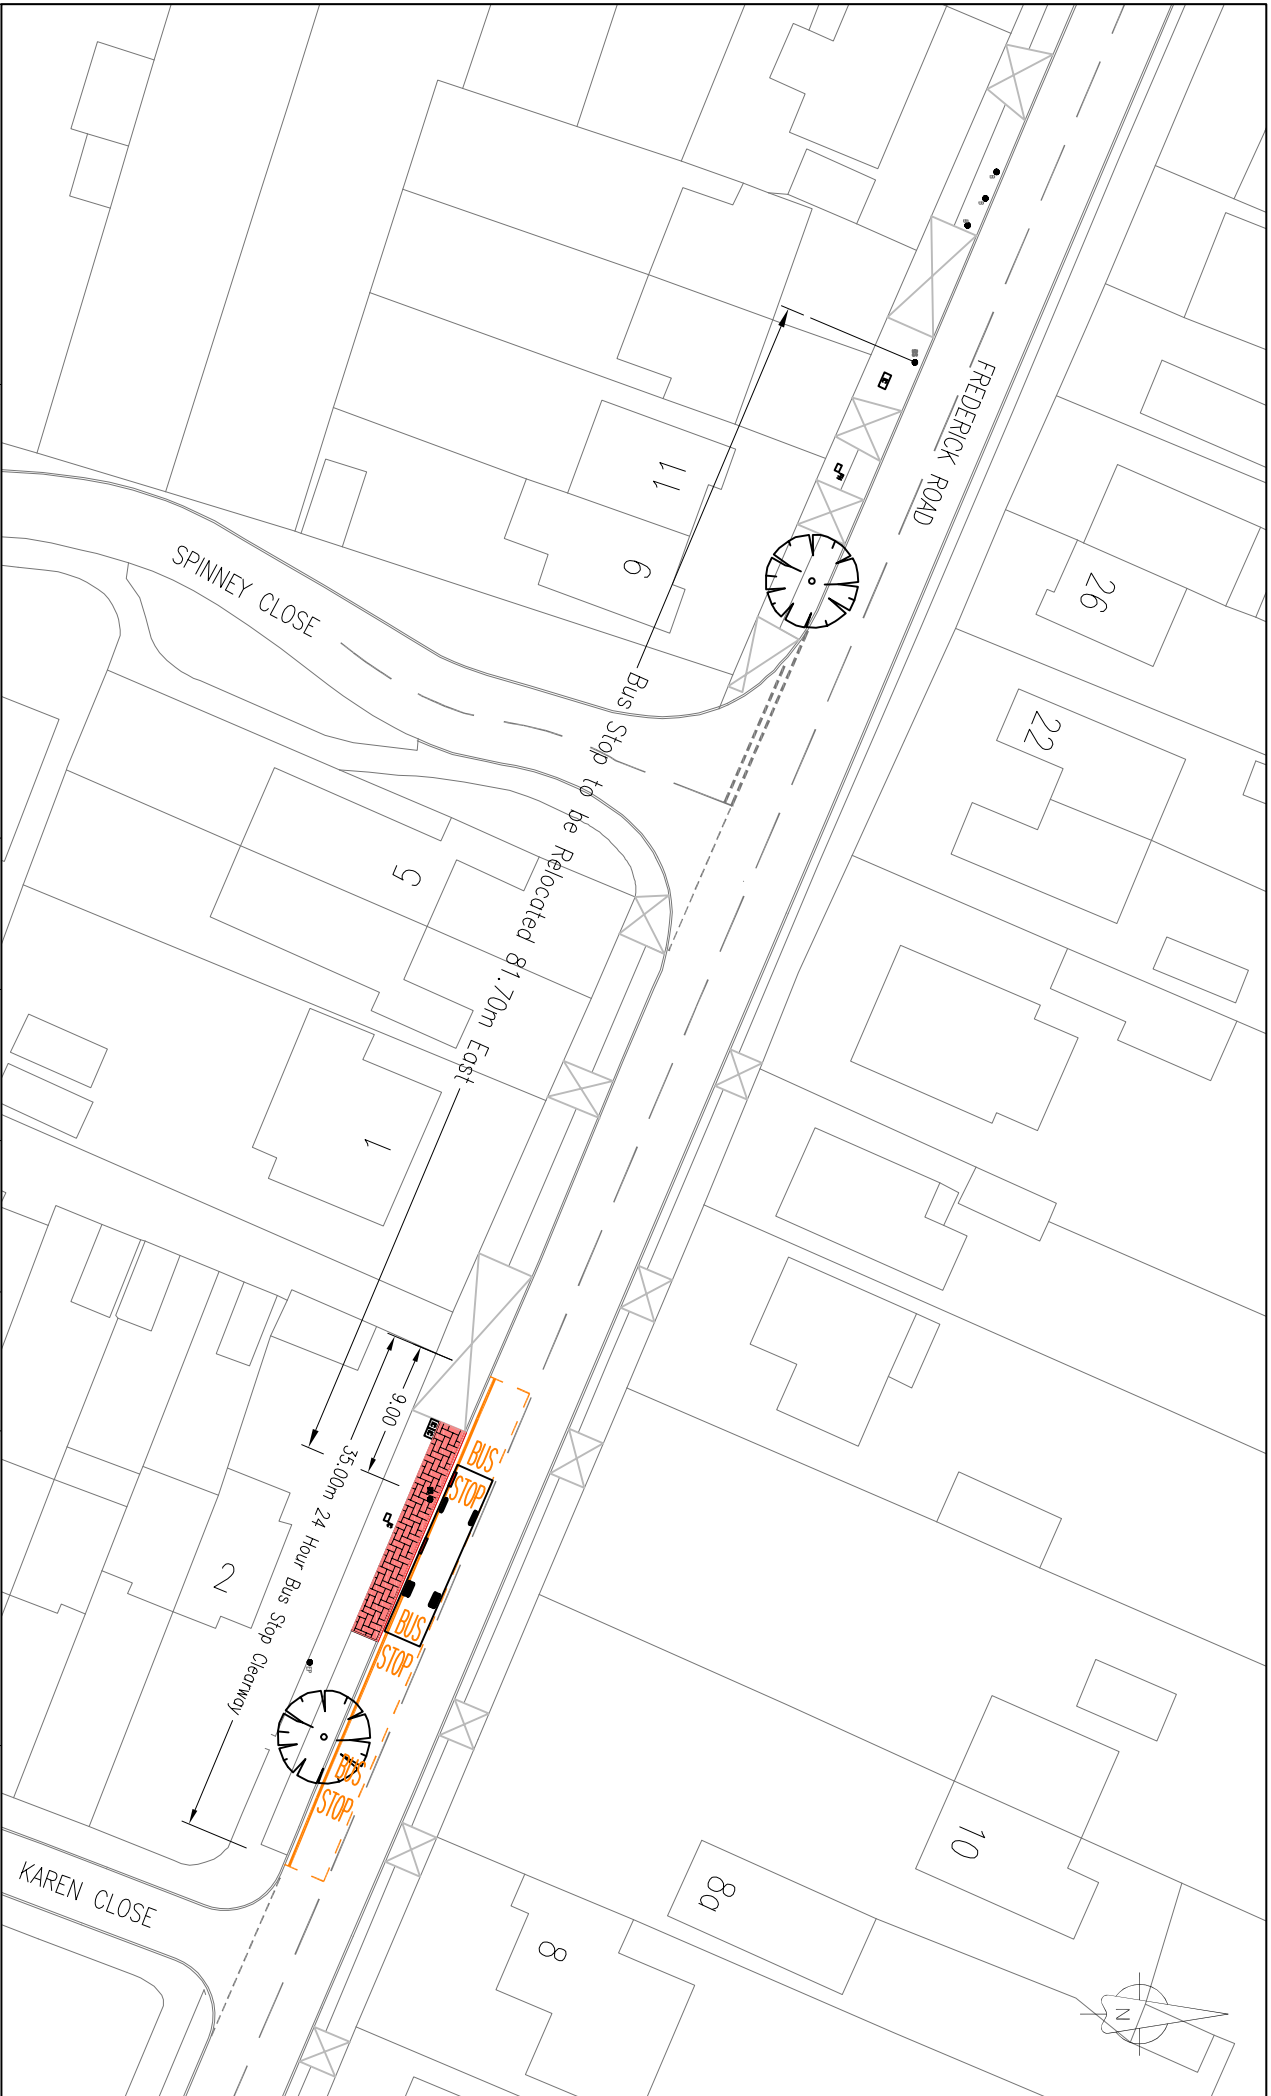 FREDERICK ROAD
26
22
11
9
SPINNEY CLOSE
Bus Stop to be Relocated 81.70m East
5
1
9.00
35.00m 24 Hour Bus Stop Clearway
BUS
STOP
BUS
STOP
BUS
STOP
2
10
8a
8
KAREN CLOSE
N